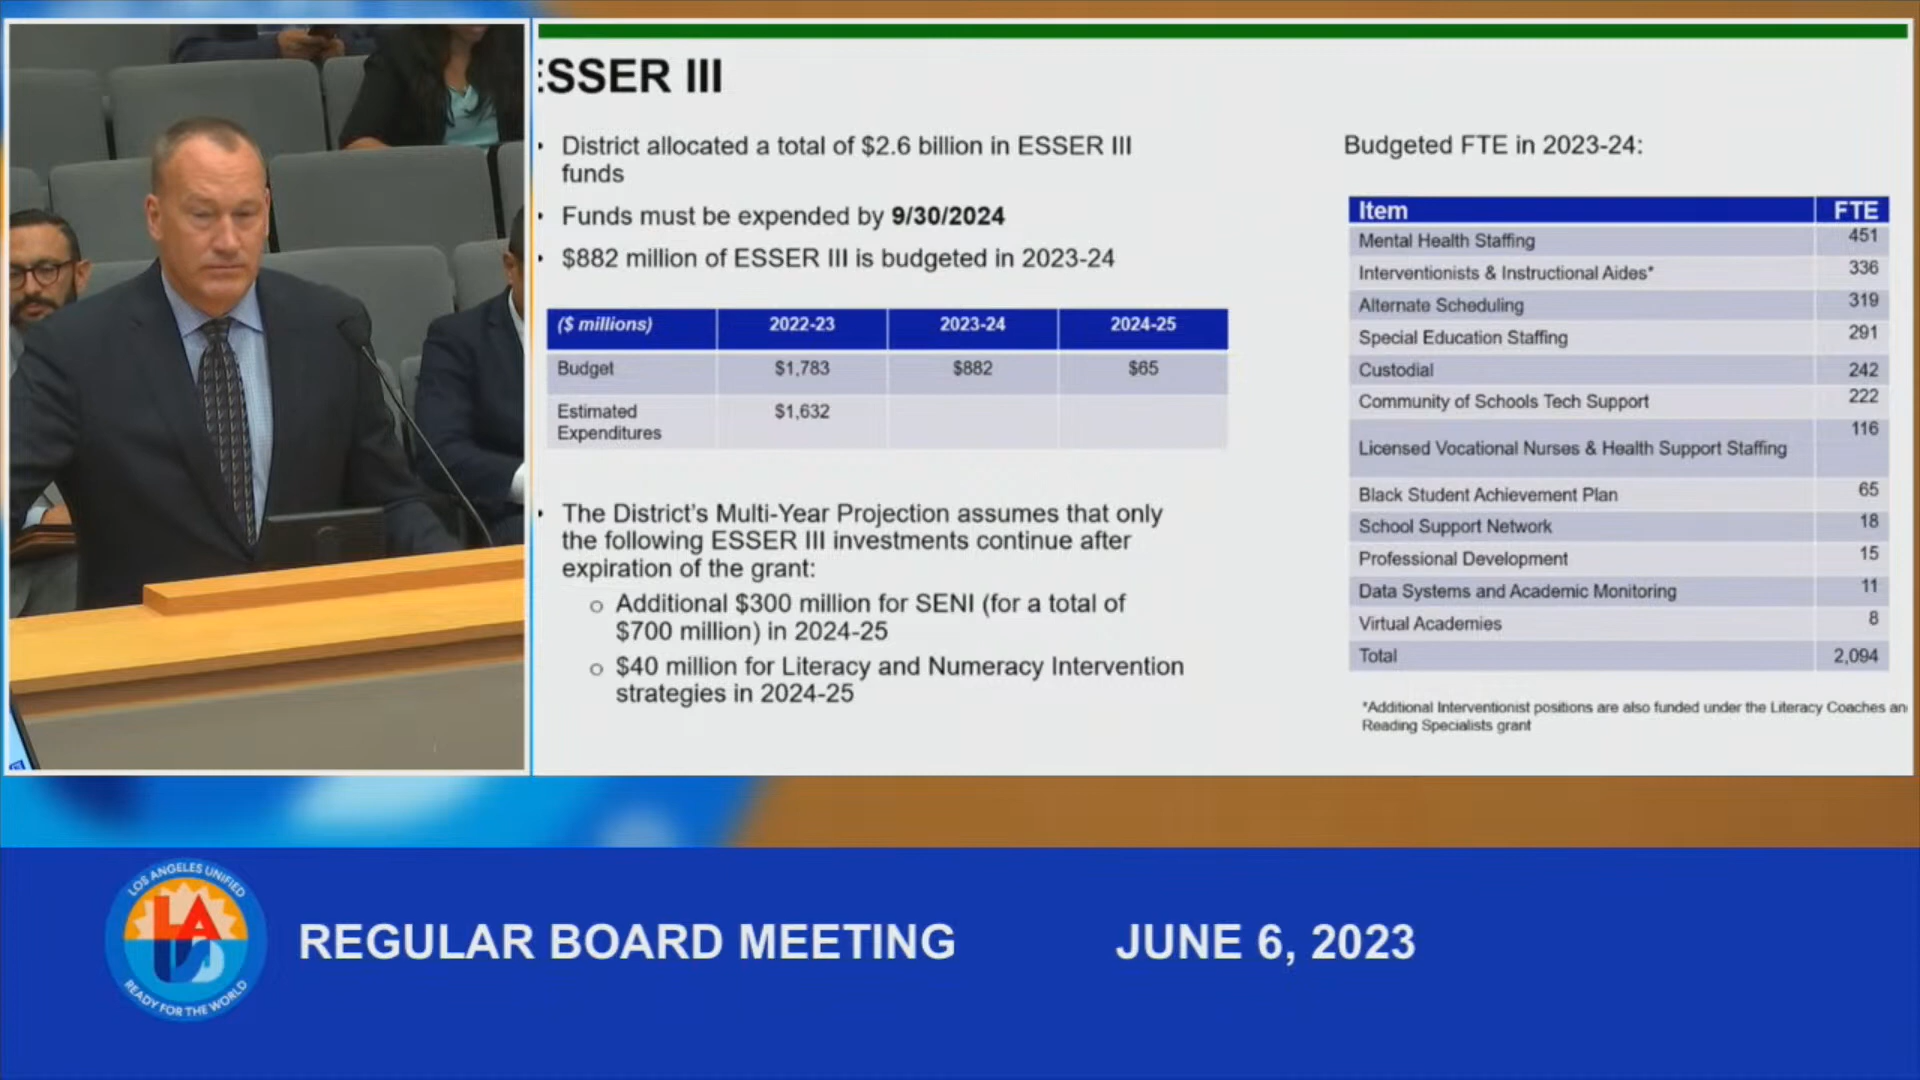 ESSER III
• District allocated a total of $2.6 billion in ESSER III
funds
• Funds must be expended by 9/30/2024
• $882 million of ESSER III is budgeted in 2023-24
($ millions) 2022-23 2023-24 2024-25
Budget $1,783 $882 $65
Estimated
Expenditures $1,632
• The District's Multi-Year Projection assumes that only
the following ESSER III investments continue after
expiration of the grant:
o Additional $300 million for SENI (for a total of
$700 million) in 2024-25
o $40 million for Literacy and Numeracy Intervention
strategies in 2024-25
Budgeted FTE in 2023-24:
Item FTE
Mental Health Staffing 451
Interventionists & Instructional Aides* 336
Alternate Scheduling 319
Special Education Staffing 291
Custodial 242
Community of Schools Tech Support 222
Licensed Vocational Nurses & Health Support Staffing 116
Black Student Achievement Plan 65
School Support Network 18
Professional Development 15
Data Systems and Academic Monitoring 11
Virtual Academies 8
Total 2,094
*Additional Interventionist positions are also funded under the Literacy Coaches an
Reading Specialists grant
LOS ANGELES UNIFIED
LAUSD
READY FOR THE WORLD
REGULAR BOARD MEETING JUNE 6, 2023